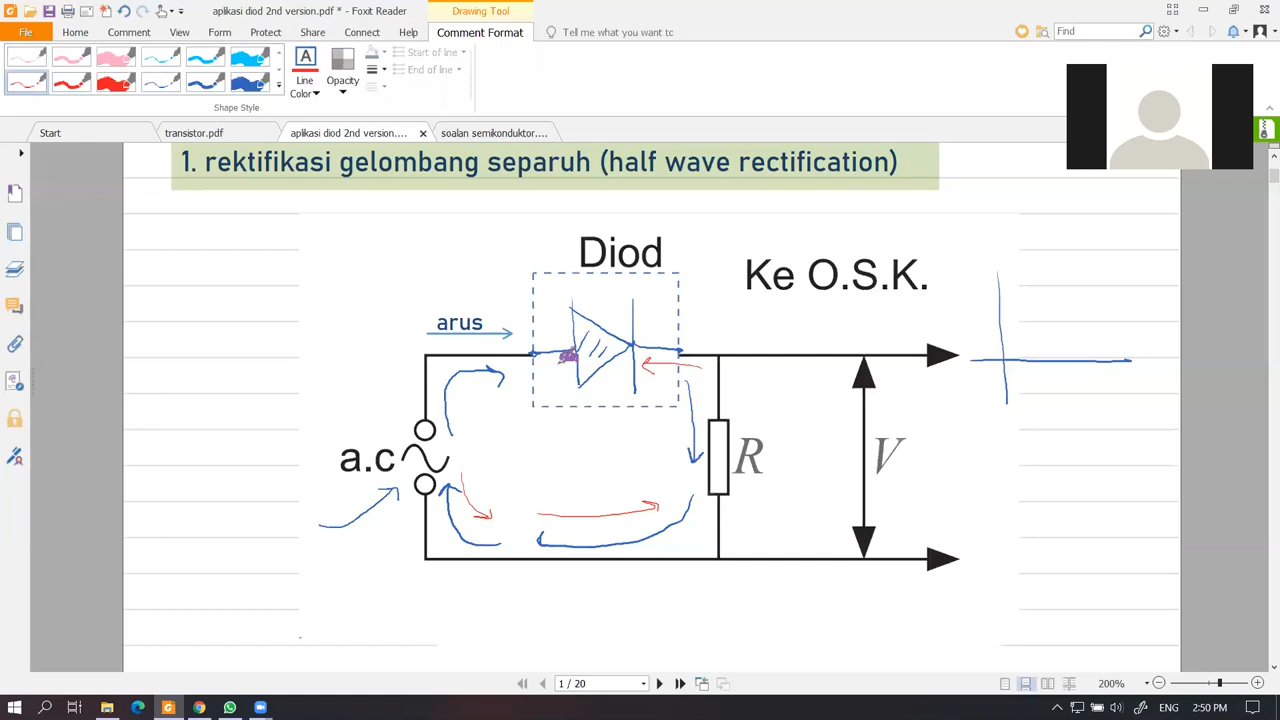 aplikasi diod 2nd version.pdf * - Foxit Reader
Drawing Tool
File Home Comment View Form Protect Share Connect Help Comment Format Tell me what you want tc Find
Line Color
Opacity
Start of line
End of line
Shape Style
Start
transistor.pdf
aplikasi diod 2nd version....
soalan semikonduktor....
1. rektifikasi gelombang separuh (half wave rectification)
Diod
Ke O.S.K.
arus
a.c
R
V
1 / 20
200%
ENG 2:50 PM